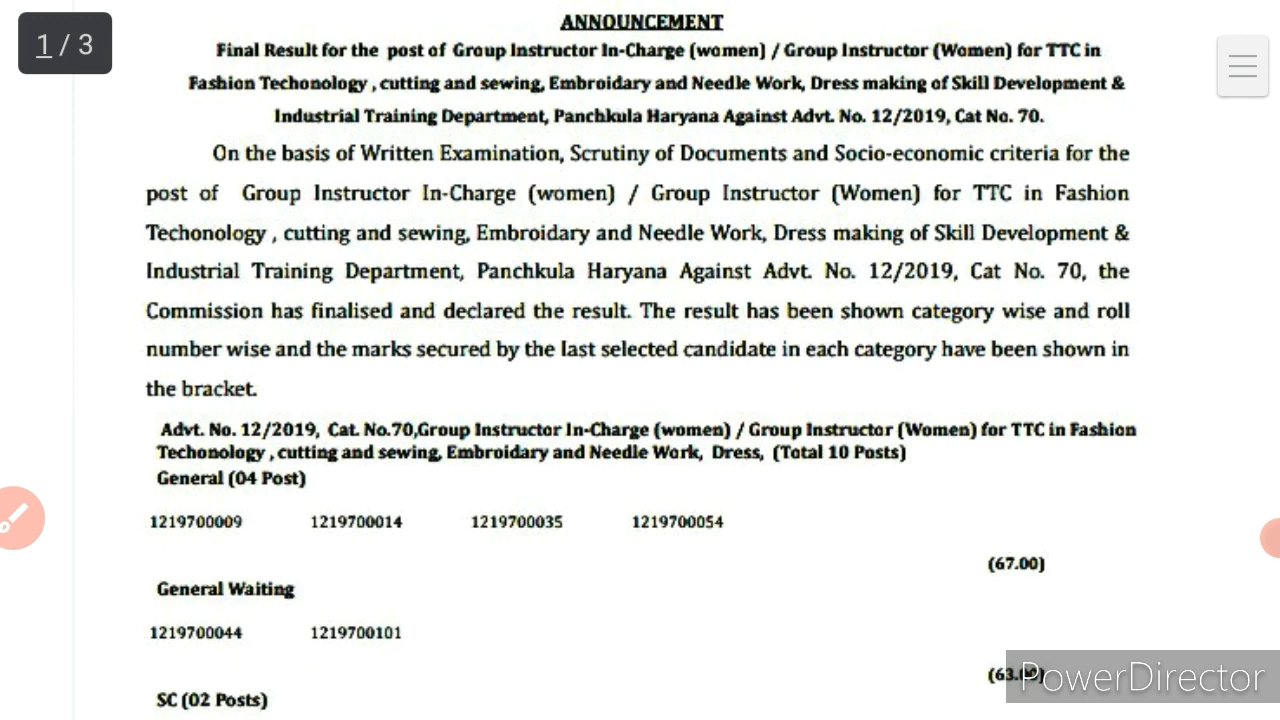 1 / 3
ANNOUNCEMENT
Final Result for the post of Group Instructor In-Charge (women) / Group Instructor (Women) for TTC in
Fashion Techonology , cutting and sewing, Embroidary and Needle Work, Dress making of Skill Development &
Industrial Training Department, Panchkula Haryana Against Advt. No. 12/2019, Cat No. 70.
On the basis of Written Examination, Scrutiny of Documents and Socio-economic criteria for the
post of Group Instructor In-Charge (women) / Group Instructor (Women) for TTC in Fashion
Techonology , cutting and sewing, Embroidary and Needle Work, Dress making of Skill Development &
Industrial Training Department, Panchkula Haryana Against Advt. No. 12/2019, Cat No. 70, the
Commission has finalised and declared the result. The result has been shown category wise and roll
number wise and the marks secured by the last selected candidate in each category have been shown in
the bracket.
Advt. No. 12/2019, Cat. No.70,Group Instructor In-Charge (women) / Group Instructor (Women) for TTC in Fashion
Techonology , cutting and sewing, Embroidary and Needle Work, Dress, (Total 10 Posts)
General (04 Post)
1219700009 1219700014 1219700035 1219700054
(67.00)
General Waiting
1219700044 1219700101
(63.00)
PowerDirector
SC (02 Posts)